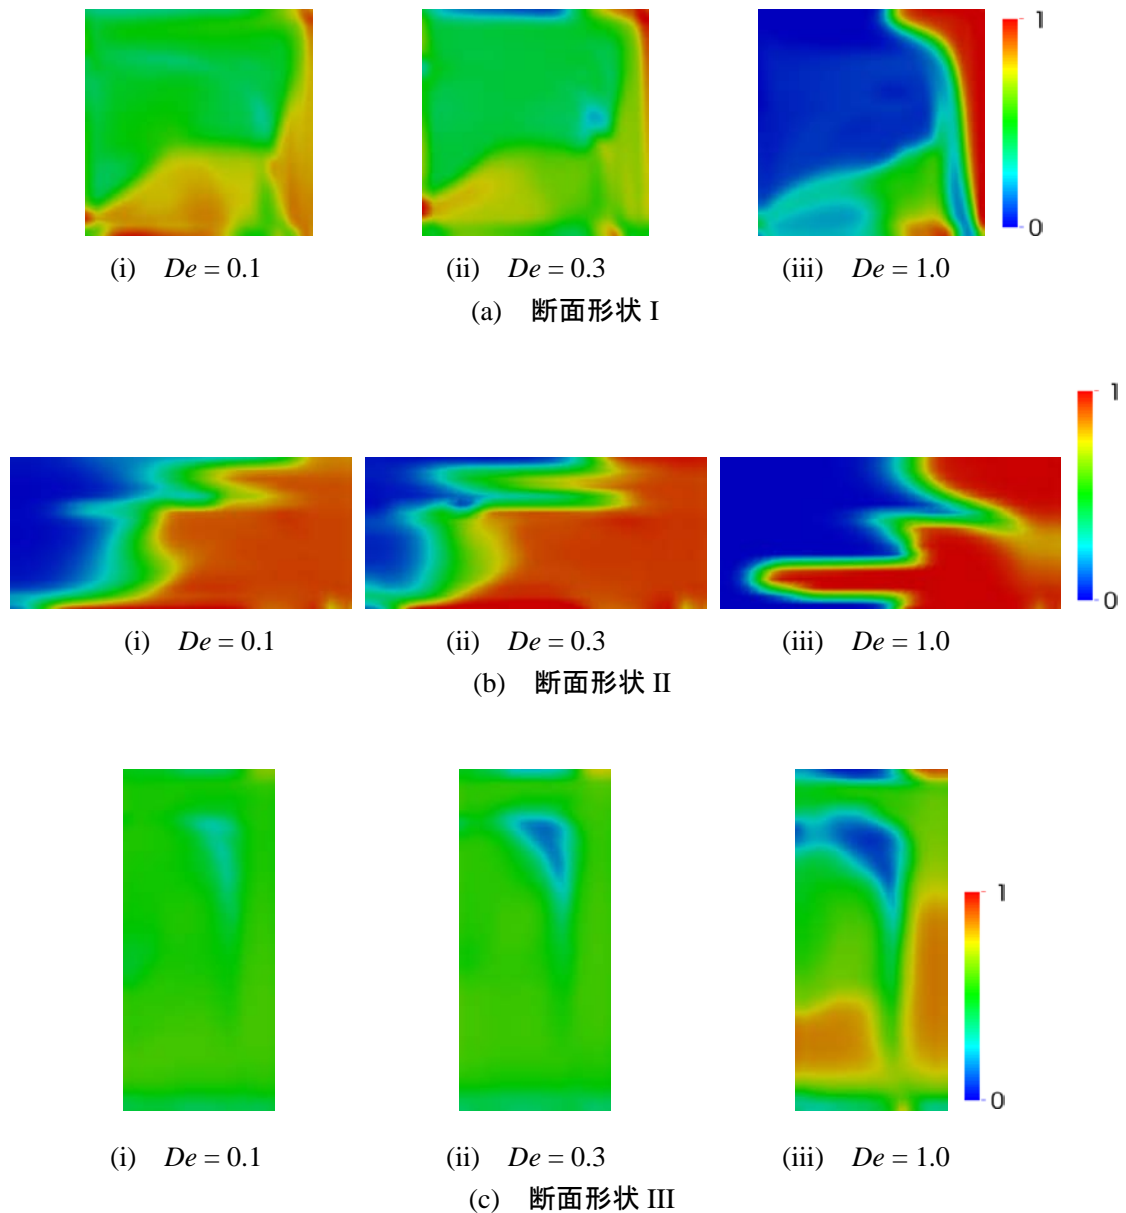 1
0
(i) De = 0.1 (ii) De = 0.3 (iii) De = 1.0
(a) 断面形状 I
1
0
(i) De = 0.1 (ii) De = 0.3 (iii) De = 1.0
(b) 断面形状 II
1
0
(i) De = 0.1 (ii) De = 0.3 (iii) De = 1.0
(c) 断面形状 III